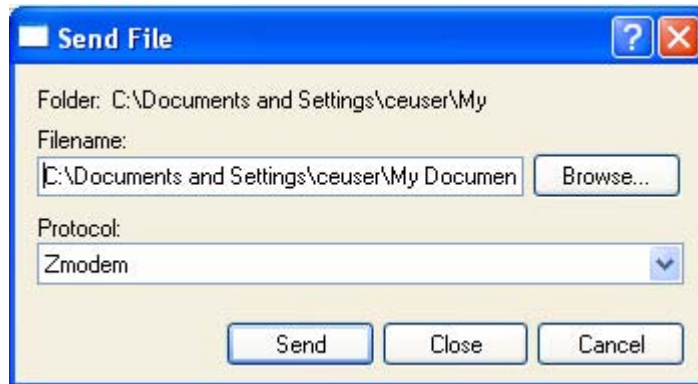 Send File
Folder: C:\Documents and Settings\ceuser\My
Filename:
C:\Documents and Settings\ceuser\My Documen
Browse...
Protocol:
Zmodem
Send Close Cancel